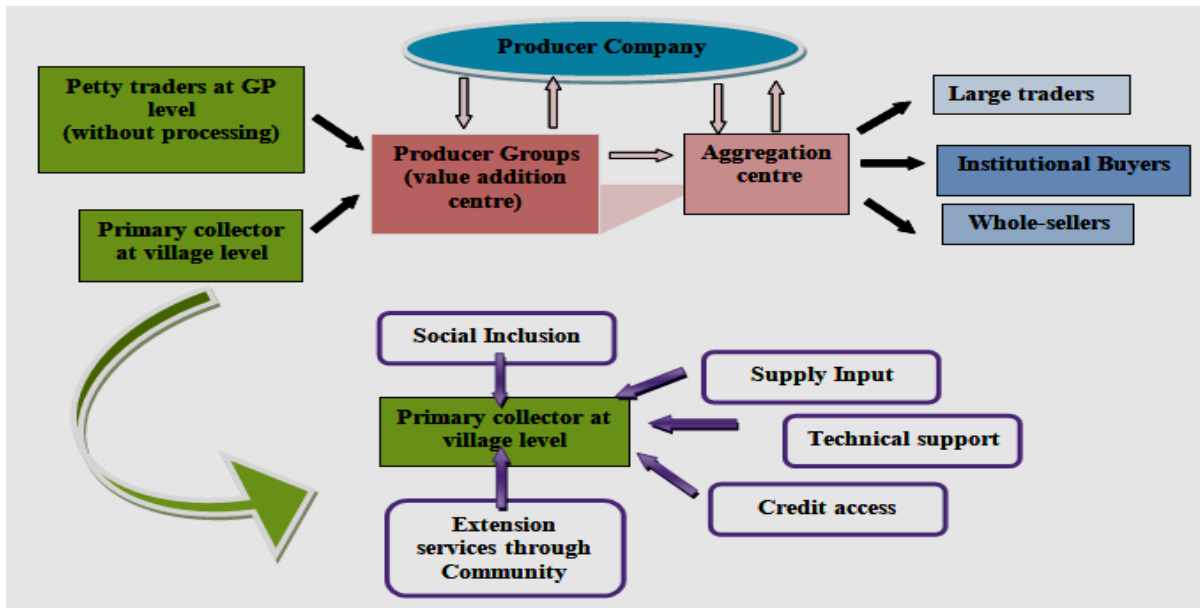 Producer Company
Petty traders at GP
level
(without processing)
Large traders
Producer Groups
(value addition
centre)
Aggregation
centre
Institutional Buyers
Primary collector
at village level
Whole-sellers
Social Inclusion
Supply Input
Primary collector at
village level
Technical support
Credit access
Extension
services through
Community